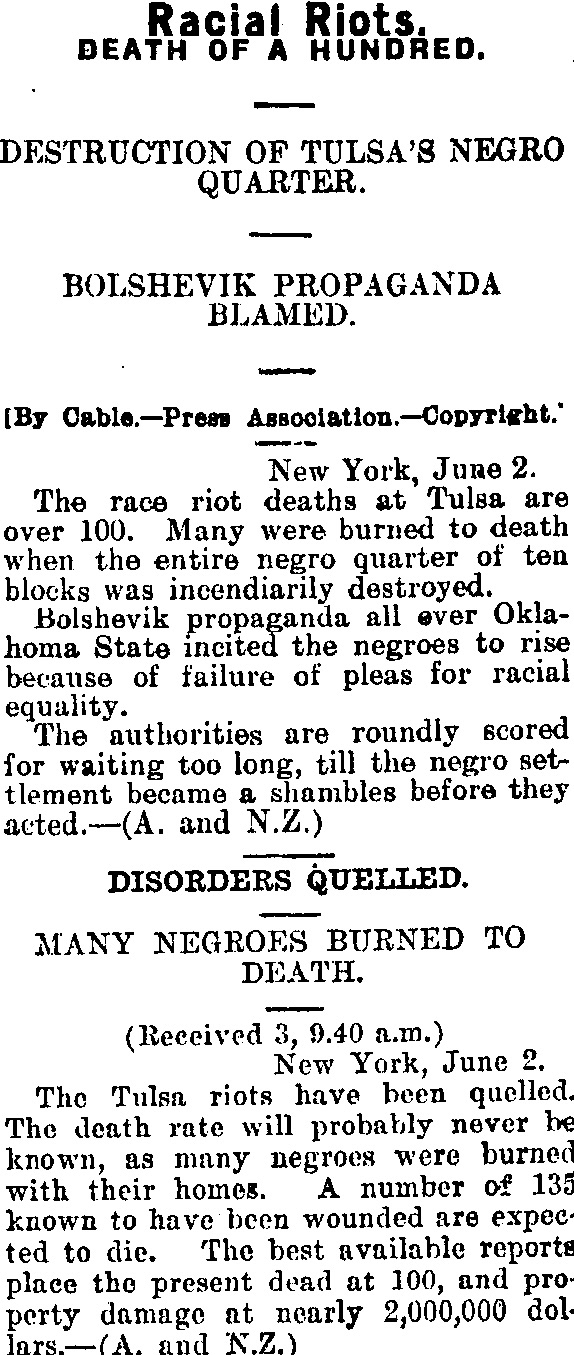 Racial Riots.
DEATH OF A HUNDRED.
DESTRUCTION OF TULSA'S NEGRO
QUARTER.
BOLSHEVIK PROPAGANDA
BLAMED.
[By Cable.—Press Association.—Copyright.'
New York, June 2.
The race riot deaths at Tulsa are
over 100. Many were burned to death
when the entire negro quarter of ten
blocks was incendiarily destroyed.
Bolshevik propaganda all ever Okla-
homa State incited the negroes to rise
because of failure of pleas for racial
equality.
The authorities are roundly scored
for waiting too long, till the negro set-
tlement became a shambles before they
acted.—(A. and N.Z.)
DISORDERS QUELLED.
MANY NEGROES BURNED TO
DEATH.
(Received 3, 9.40 a.m.)
New York, June 2.
The Tulsa riots have been quelled.
The death rate will probably never be
known, as many negroes were burned
with their homes. A number of 135
known to have been wounded are expec-
ted to die. The best available reports
place the present dead at 100, and pro-
perty damage at nearly 2,000,000 dol-
lars.—(A. and N.Z.)